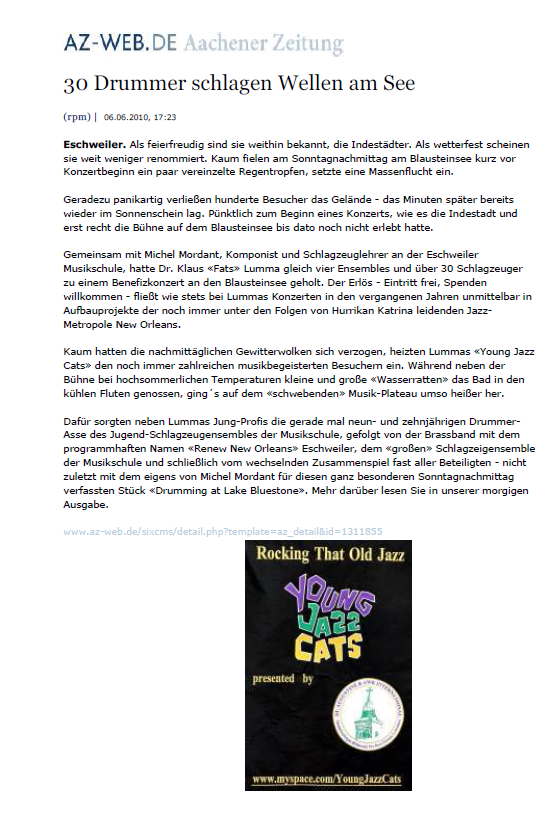 AZ-WEB.DE Aachener Zeitung
30 Drummer schlagen Wellen am See
(rpm) | 06.06.2010, 17:23
Eschweiler. Als feierfreudig sind sie weithin bekannt, die Indestädter. Als wetterfest scheinen
sie weit weniger renommiert. Kaum fielen am Sonntagnachmittag am Blausteinsee kurz vor
Konzertbeginn ein paar vereinzelte Regentropfen, setzte eine Massenflucht ein.
Geradezu panikartig verließen hunderte Besucher das Gelände - das Minuten später bereits
wieder im Sonnenschein lag. Pünktlich zum Beginn eines Konzerts, wie es die Indestadt und
erst recht die Bühne auf dem Blausteinsee bis dato noch nicht erlebt hatte.
Gemeinsam mit Michel Mordant, Komponist und Schlagzeuglehrer an der Eschweiler
Musikschule, hatte Dr. Klaus «Fats» Lumma gleich vier Ensembles und über 30 Schlagzeuger
zu einem Benefizkonzert an den Blausteinsee geholt. Der Erlös - Eintritt frei, Spenden
willkommen - fließt wie stets bei Lummas Konzerten in den vergangenen Jahren unmittelbar in
Aufbauprojekte der noch immer unter den Folgen von Hurrikan Katrina leidenden Jazz-
Metropole New Orleans.
Kaum hatten die nachmittäglichen Gewitterwolken sich verzogen, heizten Lummas «Young Jazz
Cats» den noch immer zahlreichen musikbegeisterten Besuchern ein. Während neben der
Bühne bei hochsommerlichen Temperaturen kleine und große «Wasserratten» das Bad in den
kühlen Fluten genossen, ging´s auf dem «schwebenden» Musik-Plateau umso heißer her.
Dafür sorgten neben Lummas Jung-Profis die gerade mal neun- und zehnjährigen Drummer-
Asse des Jugend-Schlagzeugensembles der Musikschule, gefolgt von der Brassband mit dem
programmhaften Namen «Renew New Orleans» Eschweiler, dem «großen» Schlagzeigensemble
der Musikschule und schließlich vom wechselnden Zusammenspiel fast aller Beteiligten - nicht
zuletzt mit dem eigens von Michel Mordant für diesen ganz besonderen Sonntagnachmittag
verfassten Stück «Drumming at Lake Bluestone». Mehr darüber lesen Sie in unserer morgigen
Ausgabe.
www.az-web.de/sixcms/detail.php?template=az_detail&id=1311855
Rocking That Old Jazz
YOUNG
JAZZ
CATS
presented by
www.myspace.com/YoungJazzCats